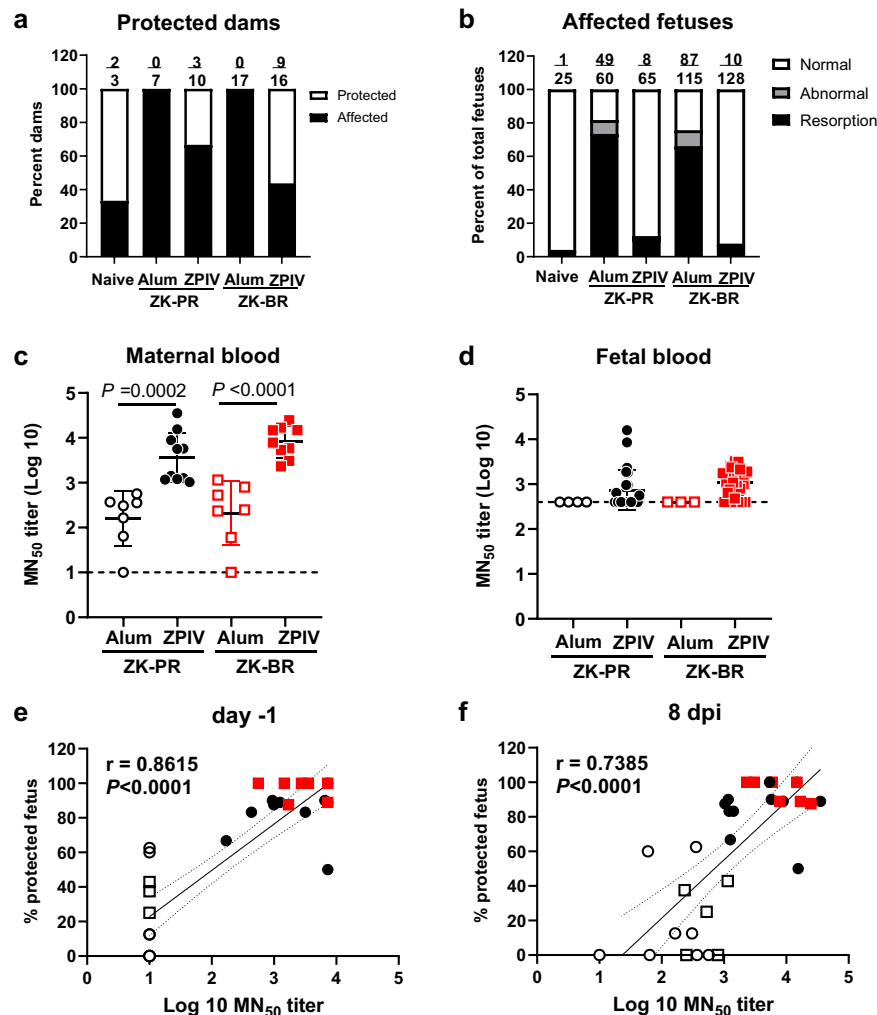 a
Protected dams
2 0 3 0 9
3 7 10 17 16
120
100
80
60
40
20
0
Percent dams
Protected
Affected
Naive Alum ZPIV Alum ZPIV
ZK-PR ZK-BR
b
Affected fetuses
1 49 8 87 10
25 60 65 115 128
120
100
80
60
40
20
0
Percent of total fetuses
Normal
Abnormal
Resorption
Naive Alum ZPIV Alum ZPIV
ZK-PR ZK-BR
c
Maternal blood
P =0.0002 P <0.0001
5
4
3
2
1
0
MN50 titer (Log 10)
Alum ZPIV Alum ZPIV
ZK-PR ZK-BR
d
Fetal blood
5
4
3
2
1
0
MN50 titer (Log 10)
Alum ZPIV Alum ZPIV
ZK-PR ZK-BR
e
day -1
r = 0.8615
P<0.0001
120
100
80
60
40
20
0
% protected fetus
0 1 2 3 4 5
Log 10 MN50 titer
f
8 dpi
r = 0.7385
P<0.0001
120
100
80
60
40
20
0
% protected fetus
0 1 2 3 4 5
Log 10 MN50 titer